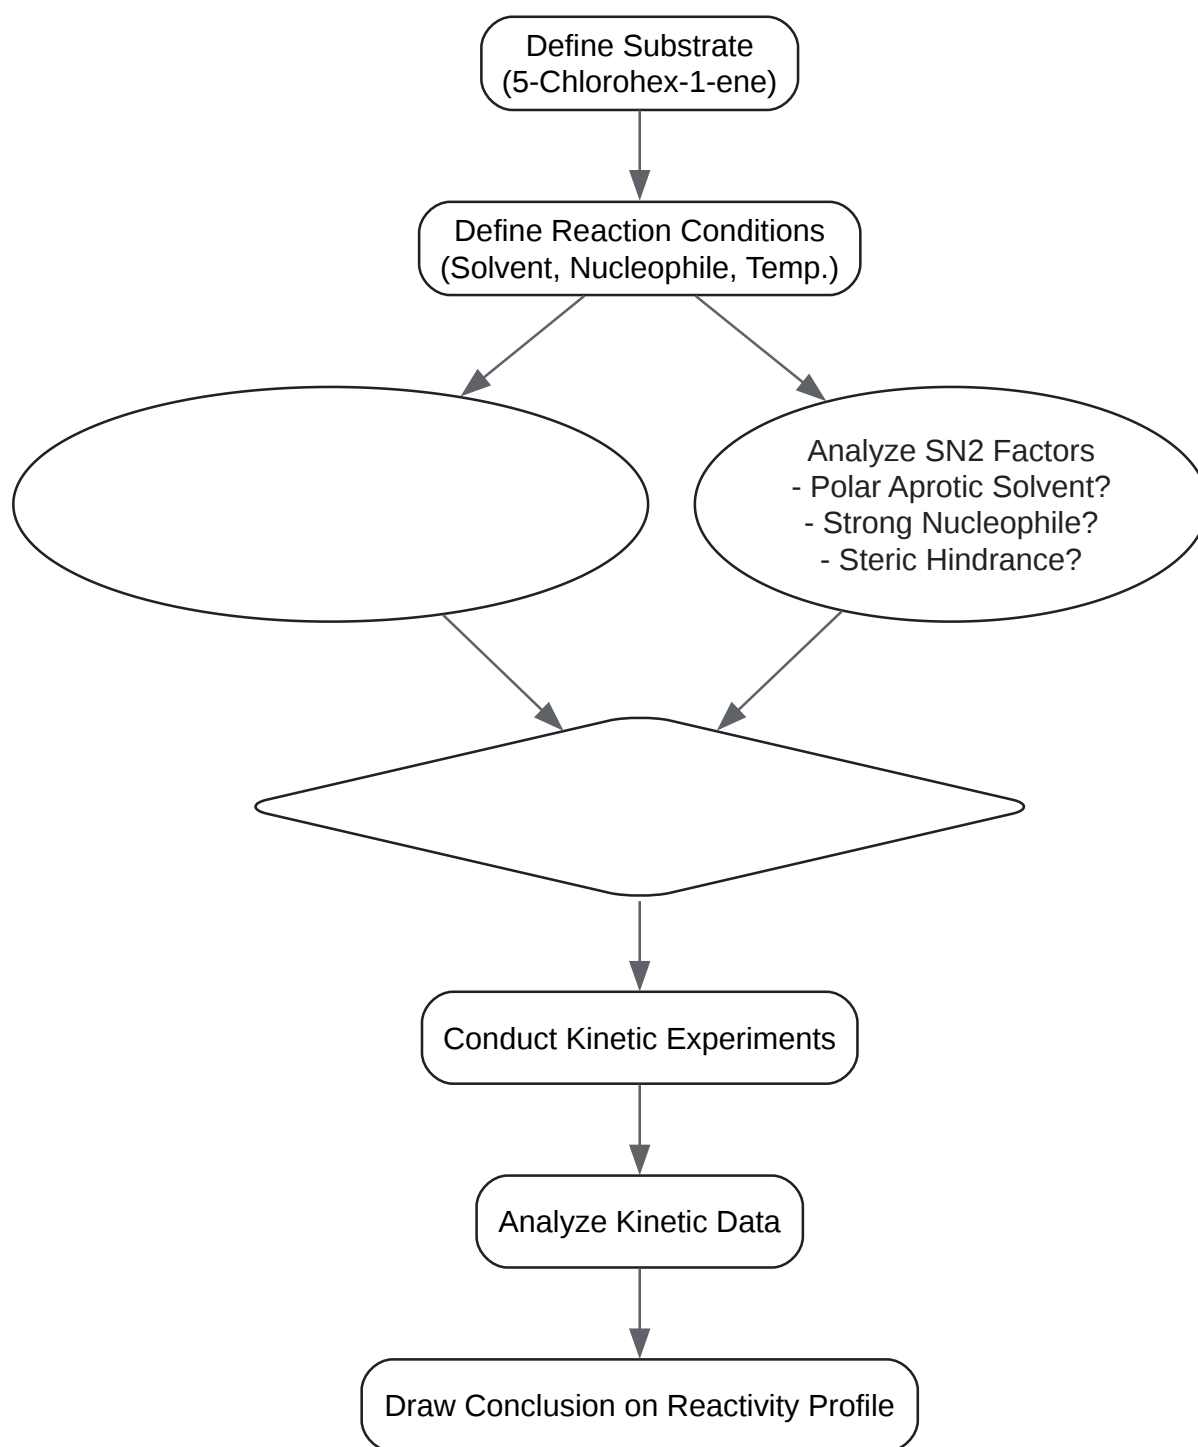 Define Substrate
(5-Chlorohex-1-ene)
Define Reaction Conditions
(Solvent, Nucleophile, Temp.)
Analyze SN2 Factors
- Polar Aprotic Solvent?
- Strong Nucleophile?
- Steric Hindrance?
Conduct Kinetic Experiments
Analyze Kinetic Data
Draw Conclusion on Reactivity Profile